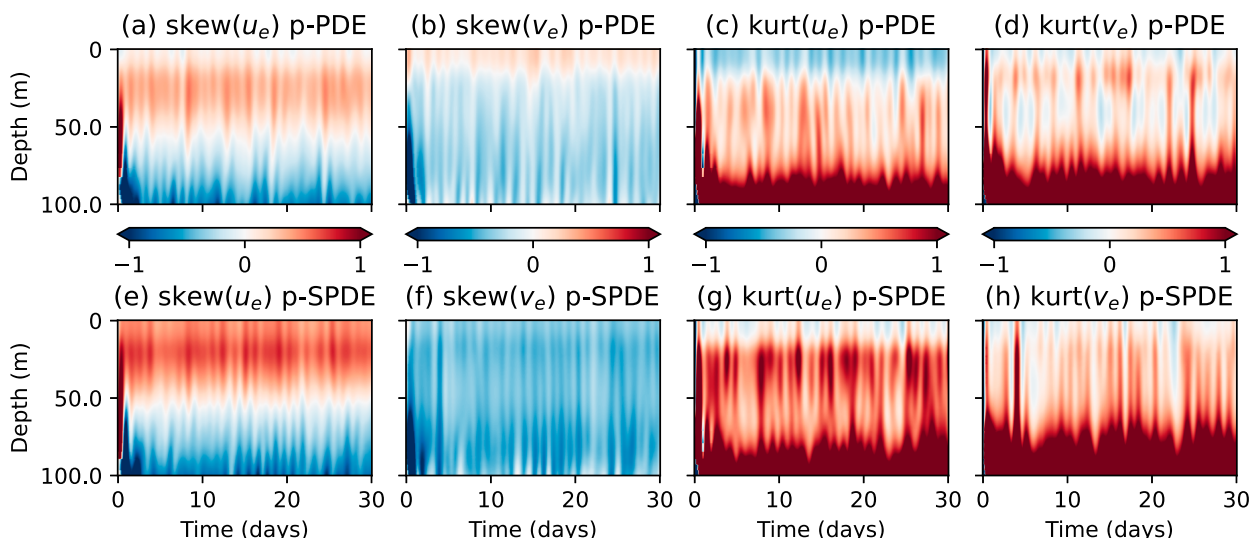 (a) skew(u_e) p-PDE (b) skew(v_e) p-PDE (c) kurt(u_e) p-PDE (d) kurt(v_e) p-PDE
0
50.0
100.0
Depth (m)
−1 0 1 −1 0 1 −1 0 1 −1 0 1
(e) skew(u_e) p-SPDE (f) skew(v_e) p-SPDE (g) kurt(u_e) p-SPDE (h) kurt(v_e) p-SPDE
0
50.0
100.0
Depth (m)
0 10 20 30 0 10 20 30 0 10 20 30 0 10 20 30
Time (days) Time (days) Time (days) Time (days)